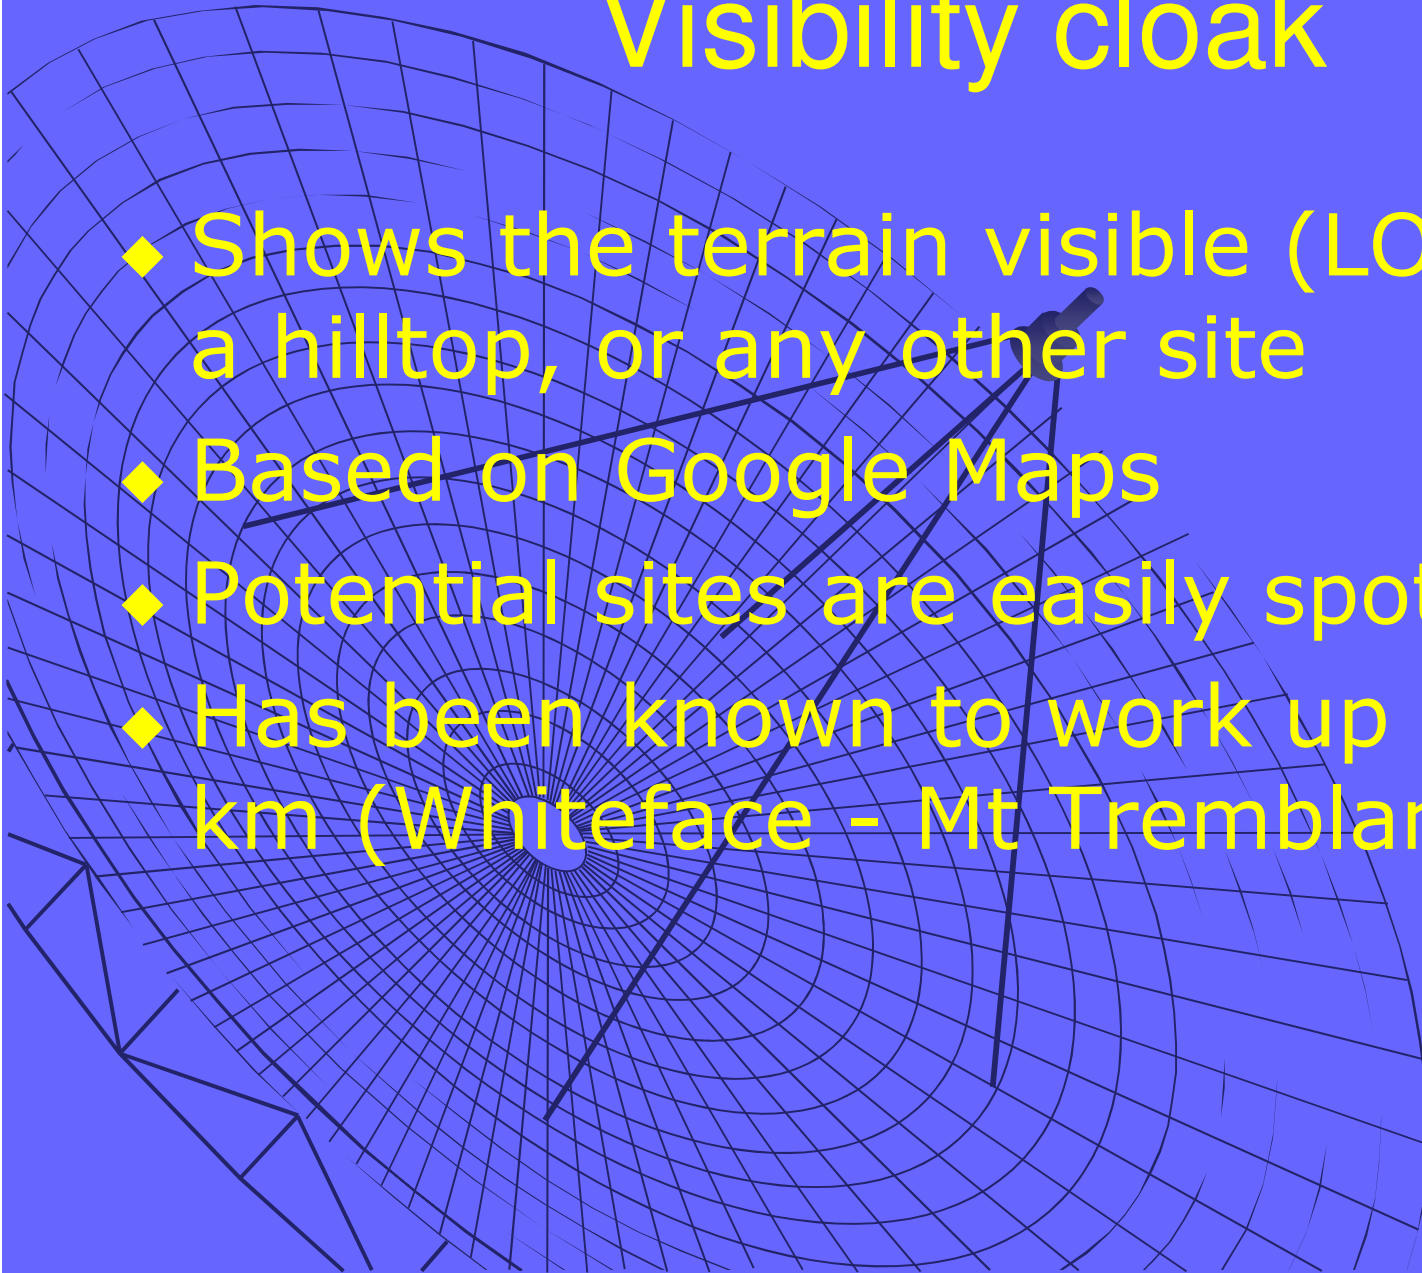 Visibility cloak
Shows the terrain visible (LO
a hilltop, or any other site
Based on Google Maps
Potential sites are easily spot
Has been known to work up
km (Whiteface - Mt Tremblan